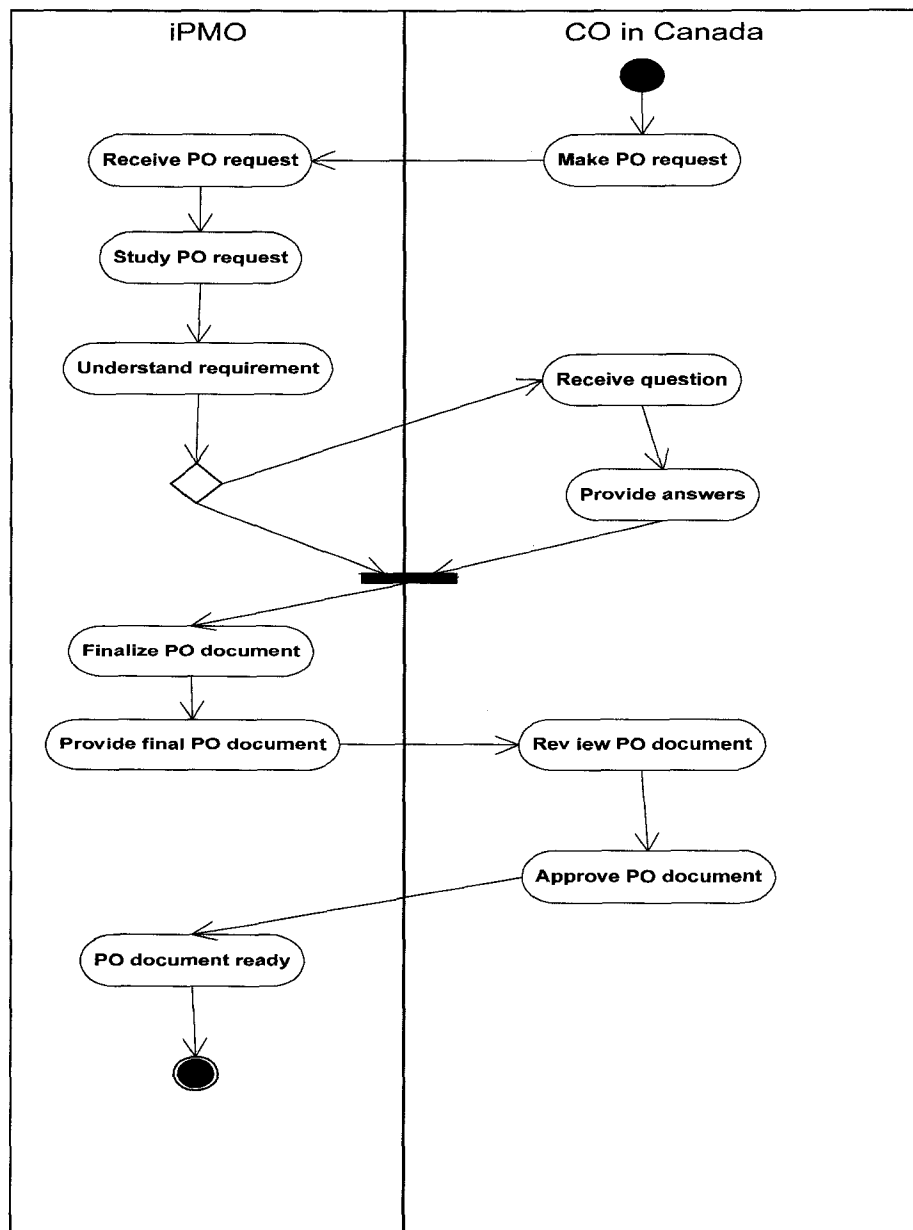 iPMO
CO in Canada
Receive PO request
Make PO request
Study PO request
Understand requirement
Receive question
Provide answers
Finalize PO document
Provide final PO document
Rev iew PO document
Approve PO document
PO document ready